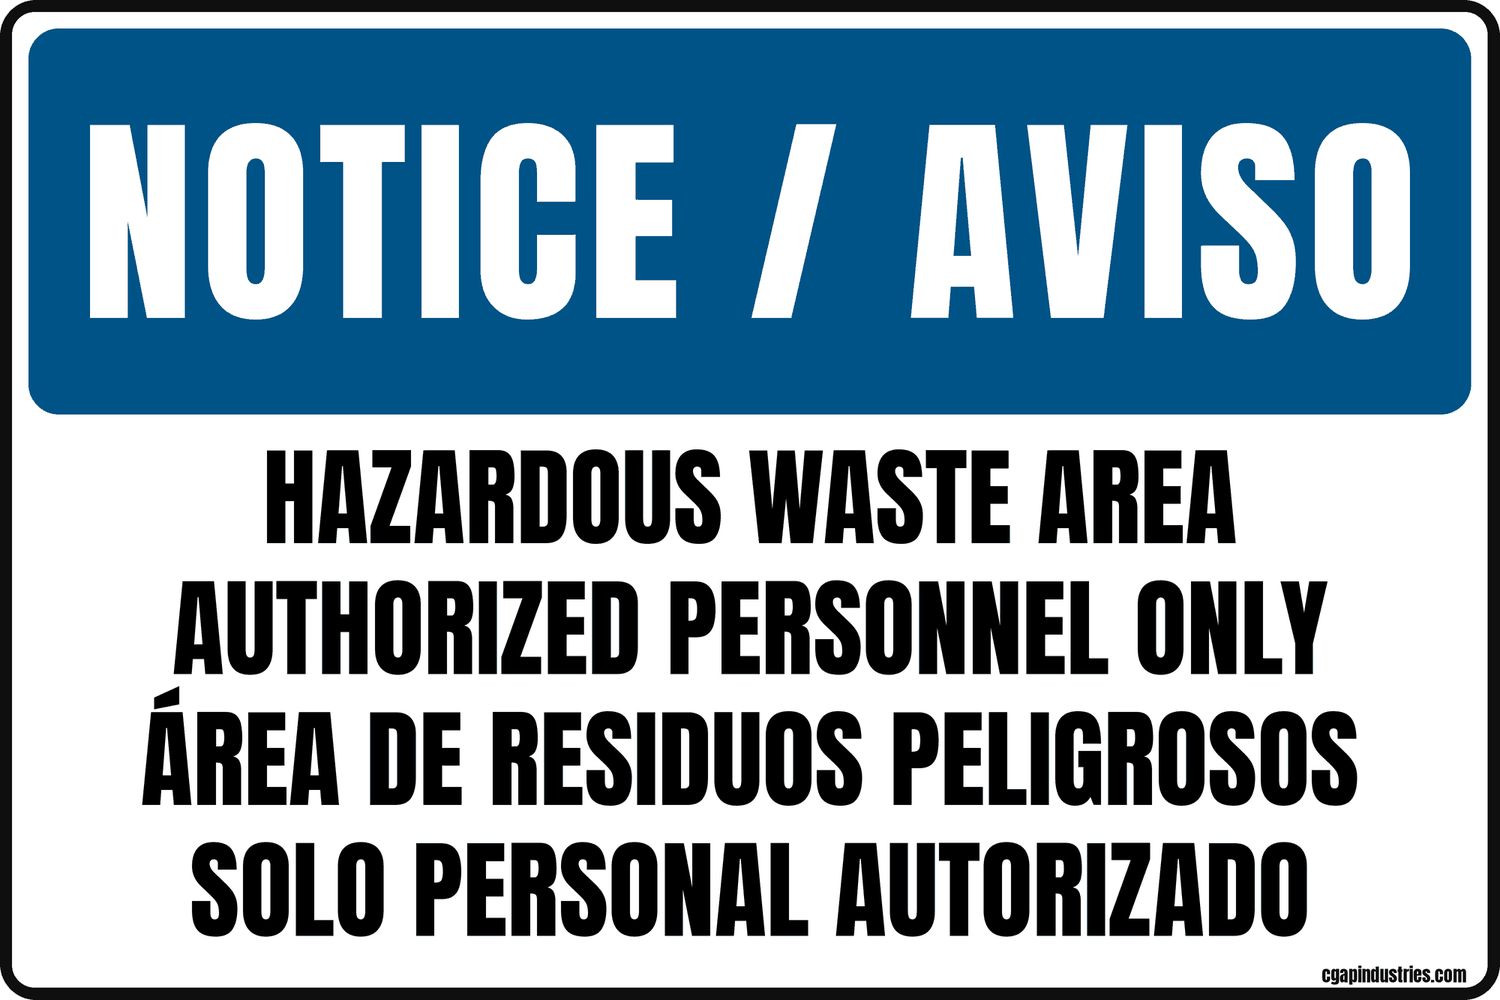 NOTICE / AVISO
HAZARDOUS WASTE AREA
AUTHORIZED PERSONNEL ONLY
ÁREA DE RESIDUOS PELIGROSOS
SOLO PERSONAL AUTORIZADO
cgapindustries.com